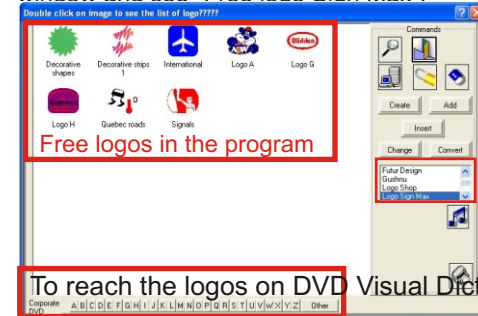 Double click on image to see the list of logo?????
Commands
Decorative shapes
Decorative strips 1
International
Logo A
Logo G
Glidden
Logo H
Quebec roads
Signals
Create
Add
Insert
Change
Convert
Free logos in the program
Futur Design
Gushnu
Logo Shop
Logo Sign Max
To reach the logos on DVD Visual Dict
Corporate DVD
A B C D E F G H I J K L M N O P Q R S T U V W X Y Z Other